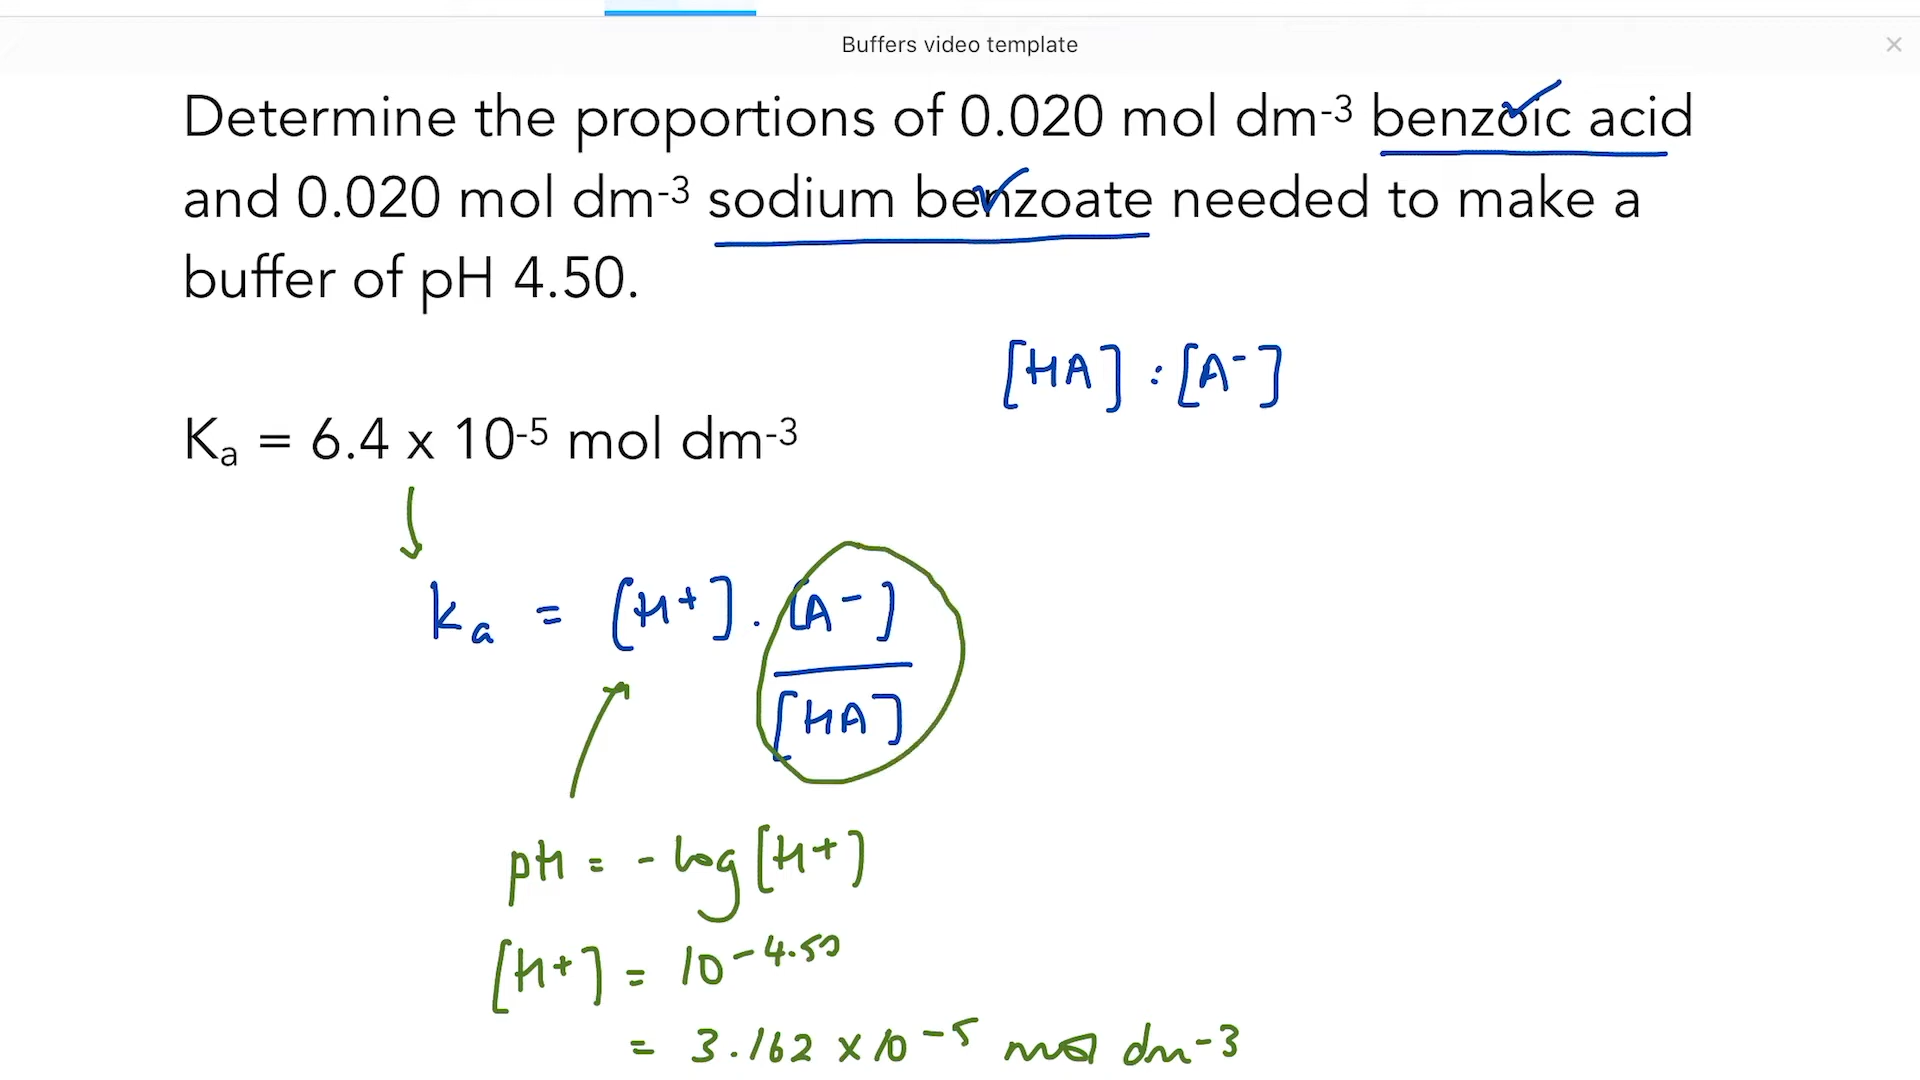 Buffers video template
Determine the proportions of 0.020 mol dm-3 benzoic acid
and 0.020 mol dm-3 sodium benzoate needed to make a
buffer of pH 4.50.
[HA] : [A-]
Ka = 6.4 x 10-5 mol dm-3
ka = [H+] . [A-]
[HA]
pH = - log [H+]
[H+] = 10-4.50
= 3.162 x 10-5 mol dm-3